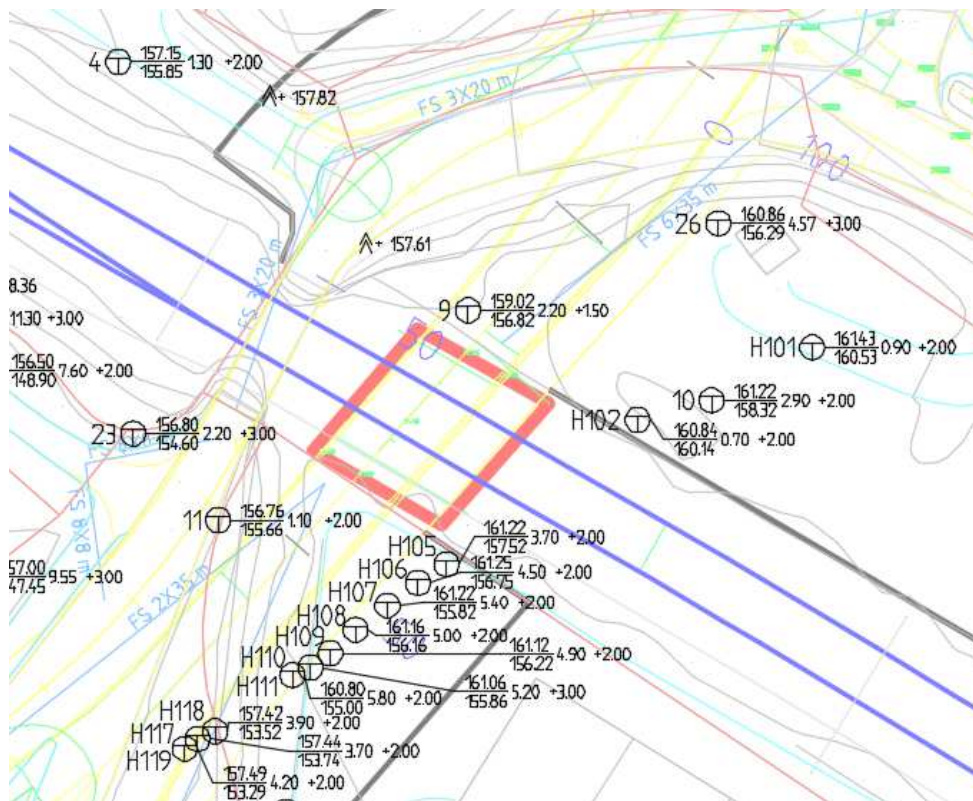 4 157.15 1.30 +2.00
155.85
+ 157.82
FS 3X20 m
100
+ 157.61
FS 3X20 m
FS 6X35 m
26 160.86 4.57 +3.00
156.29
8.36
11.30 +3.00
9 159.02 2.20 +1.50
156.82
H101 161.43 0.90 +2.00
160.53
156.50 7.60 +2.00
148.90
10 161.22 2.90 +2.00
158.32
H102 160.84 0.70 +2.00
160.14
23 156.80 2.20 +3.00
154.60
FS 8X8 m
11 156.76 1.10 +2.00
155.66
FS 2X35 m
57.00 9.55 +3.00
47.45
H105 161.22 3.70 +2.00
157.52
H106 161.25 4.50 +2.00
156.75
H107 161.22 5.40 +2.00
155.82
H108 161.16 5.00 +2.00
156.16
H109 161.12 4.90 +2.00
156.22
H110 161.06 5.20 +3.00
155.86
H111 160.80 5.80 +2.00
155.00
H118 157.42 3.90 +2.00
153.52
H117 157.44 3.70 +2.00
153.74
H119 157.49 4.20 +2.00
153.29